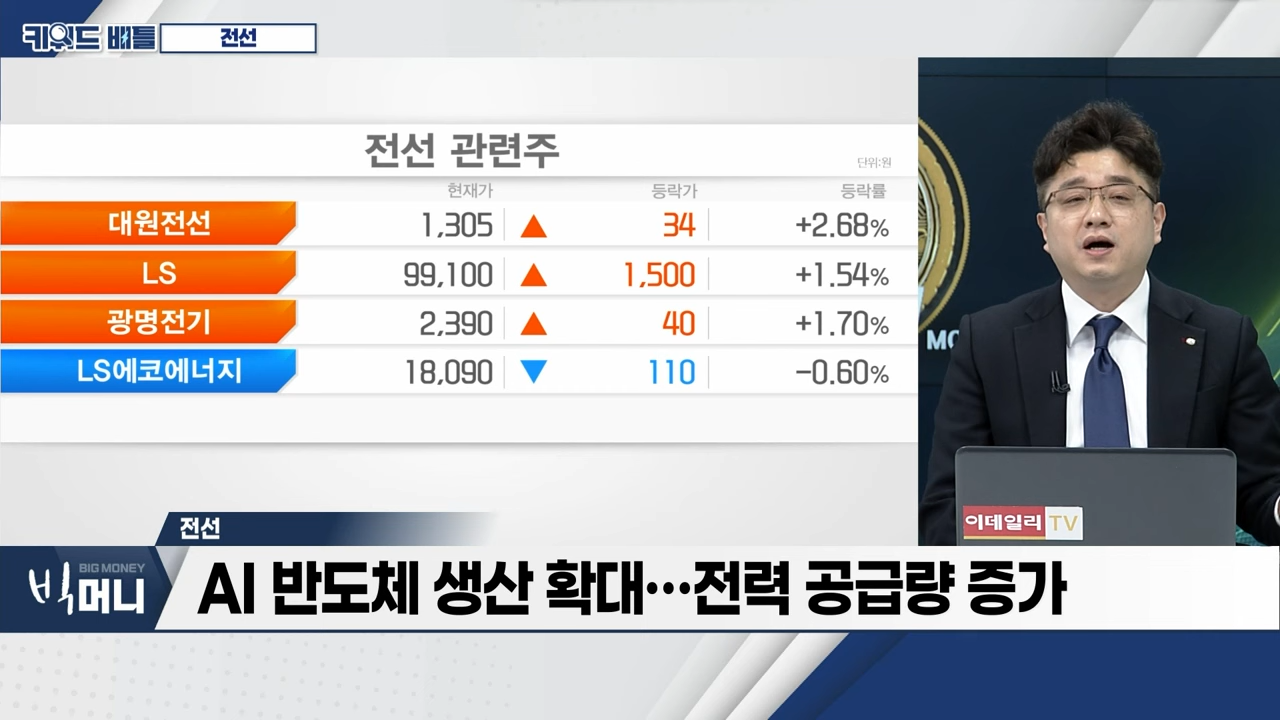 키워드 배틀
전선
전선 관련주
단위:원
현재가 등락가 등락률
대원전선 1,305 ▲ 34 +2.68%
LS 99,100 ▲ 1,500 +1.54%
광명전기 2,390 ▲ 40 +1.70%
LS에코에너지 18,090 ▼ 110 -0.60%
MO
이데일리TV
전선
BIG MONEY
빅머니
AI 반도체 생산 확대…전력 공급량 증가